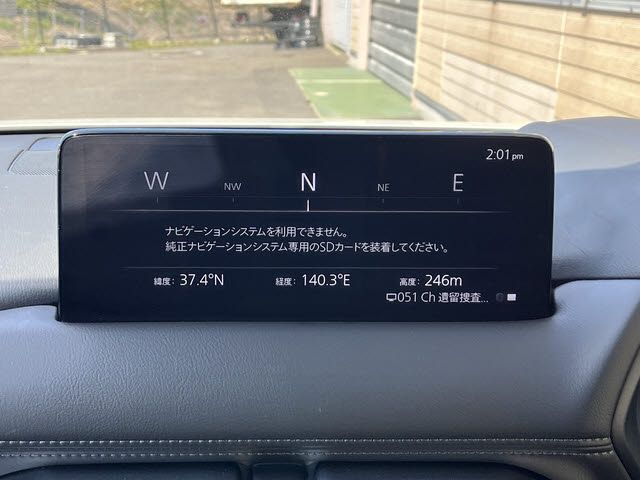 2:01pm
W NW N NE E
ナビゲーションシステムを利用できません。
純正ナビゲーションシステム専用のSDカードを装着してください。
緯度: 37.4°N 経度: 140.3°E 高度: 246m
051 Ch 遺留捜査...